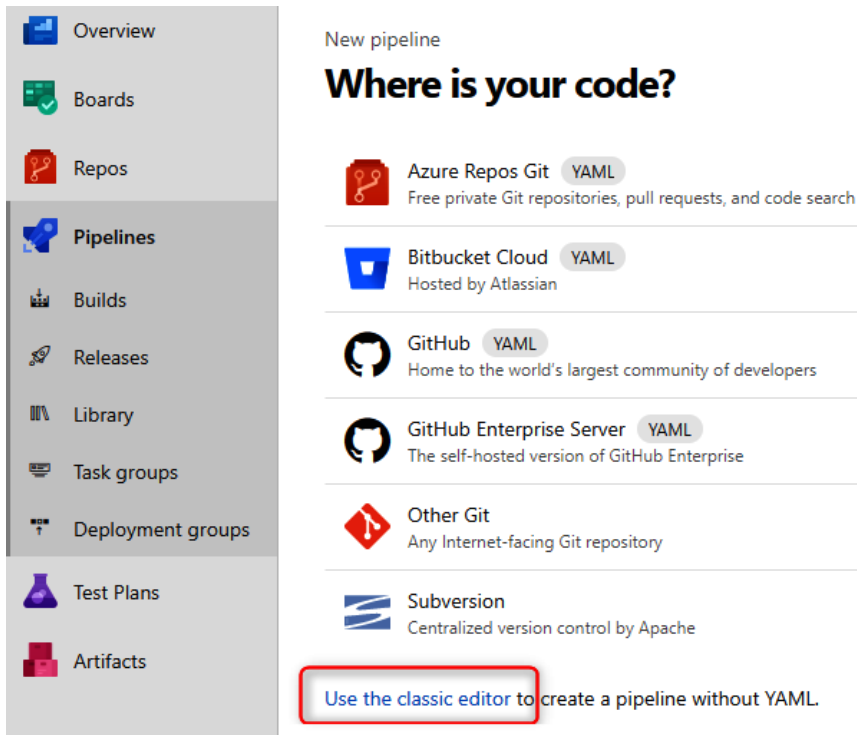 Overview
Boards
Repos
Pipelines
Builds
Releases
Library
Task groups
Deployment groups
Test Plans
Artifacts
New pipeline
Where is your code?
Azure Repos Git YAML
Free private Git repositories, pull requests, and code search
Bitbucket Cloud YAML
Hosted by Atlassian
GitHub YAML
Home to the world's largest community of developers
GitHub Enterprise Server YAML
The self-hosted version of GitHub Enterprise
Other Git
Any Internet-facing Git repository
Subversion
Centralized version control by Apache
Use the classic editor to create a pipeline without YAML.